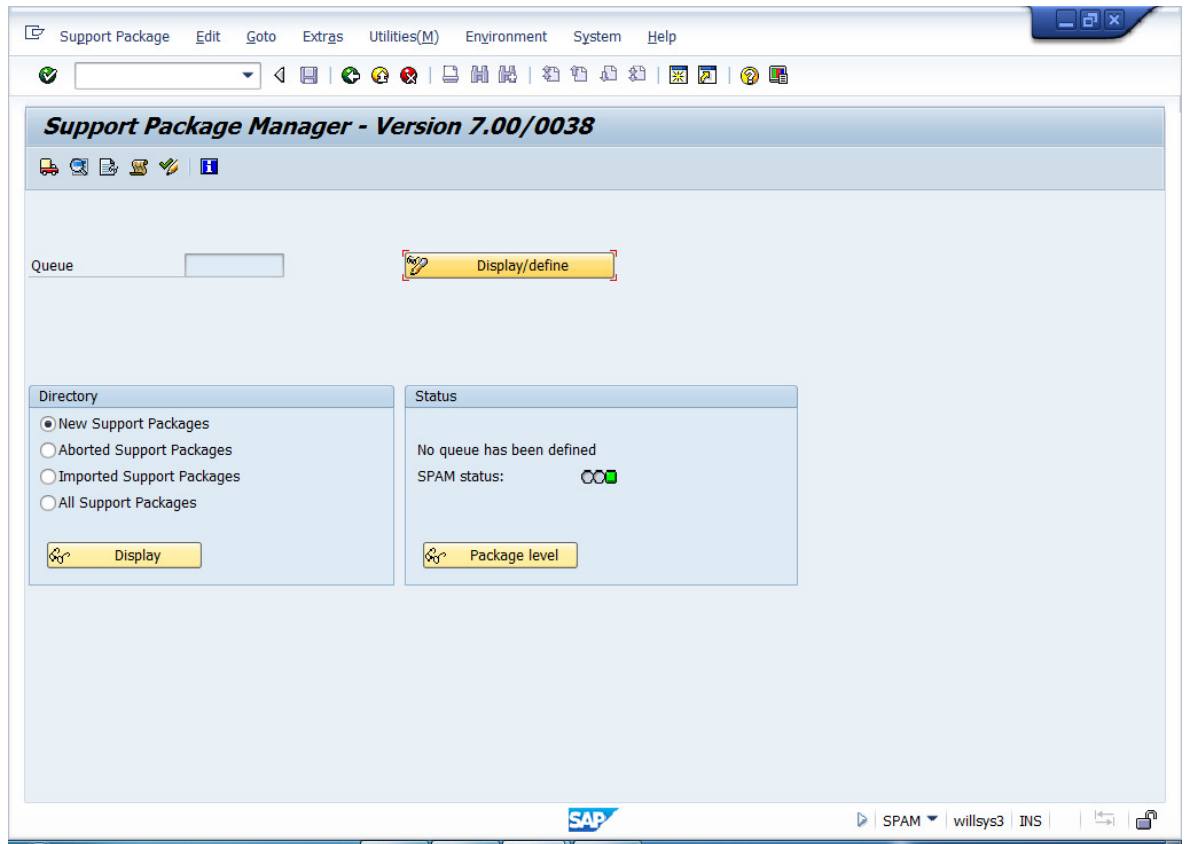 Support Package Edit Goto Extras Utilities(M) Environment System Help
Support Package Manager - Version 7.00/0038
Queue
Display/define
Directory
New Support Packages
Aborted Support Packages
Imported Support Packages
All Support Packages
Display
Status
No queue has been defined
SPAM status:
Package level
SAP
SPAM willsys3 INS